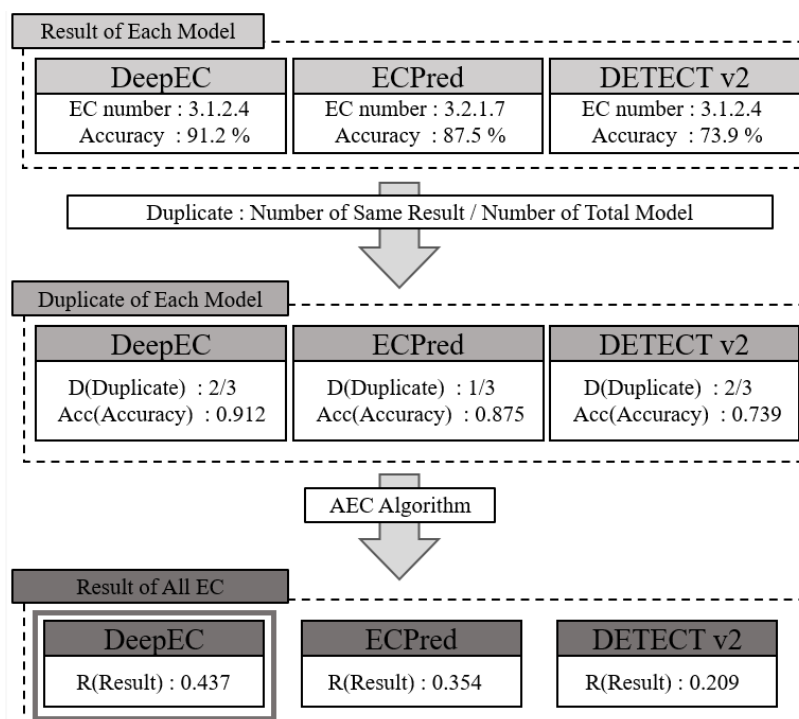 Result of Each Model
DeepEC
EC number : 3.1.2.4
Accuracy : 91.2 %
ECPred
EC number : 3.2.1.7
Accuracy : 87.5 %
DETECT v2
EC number : 3.1.2.4
Accuracy : 73.9 %
Duplicate : Number of Same Result / Number of Total Model
Duplicate of Each Model
DeepEC
D(Duplicate) : 2/3
Acc(Accuracy) : 0.912
ECPred
D(Duplicate) : 1/3
Acc(Accuracy) : 0.875
DETECT v2
D(Duplicate) : 2/3
Acc(Accuracy) : 0.739
AEC Algorithm
Result of All EC
DeepEC
R(Result) : 0.437
ECPred
R(Result) : 0.354
DETECT v2
R(Result) : 0.209